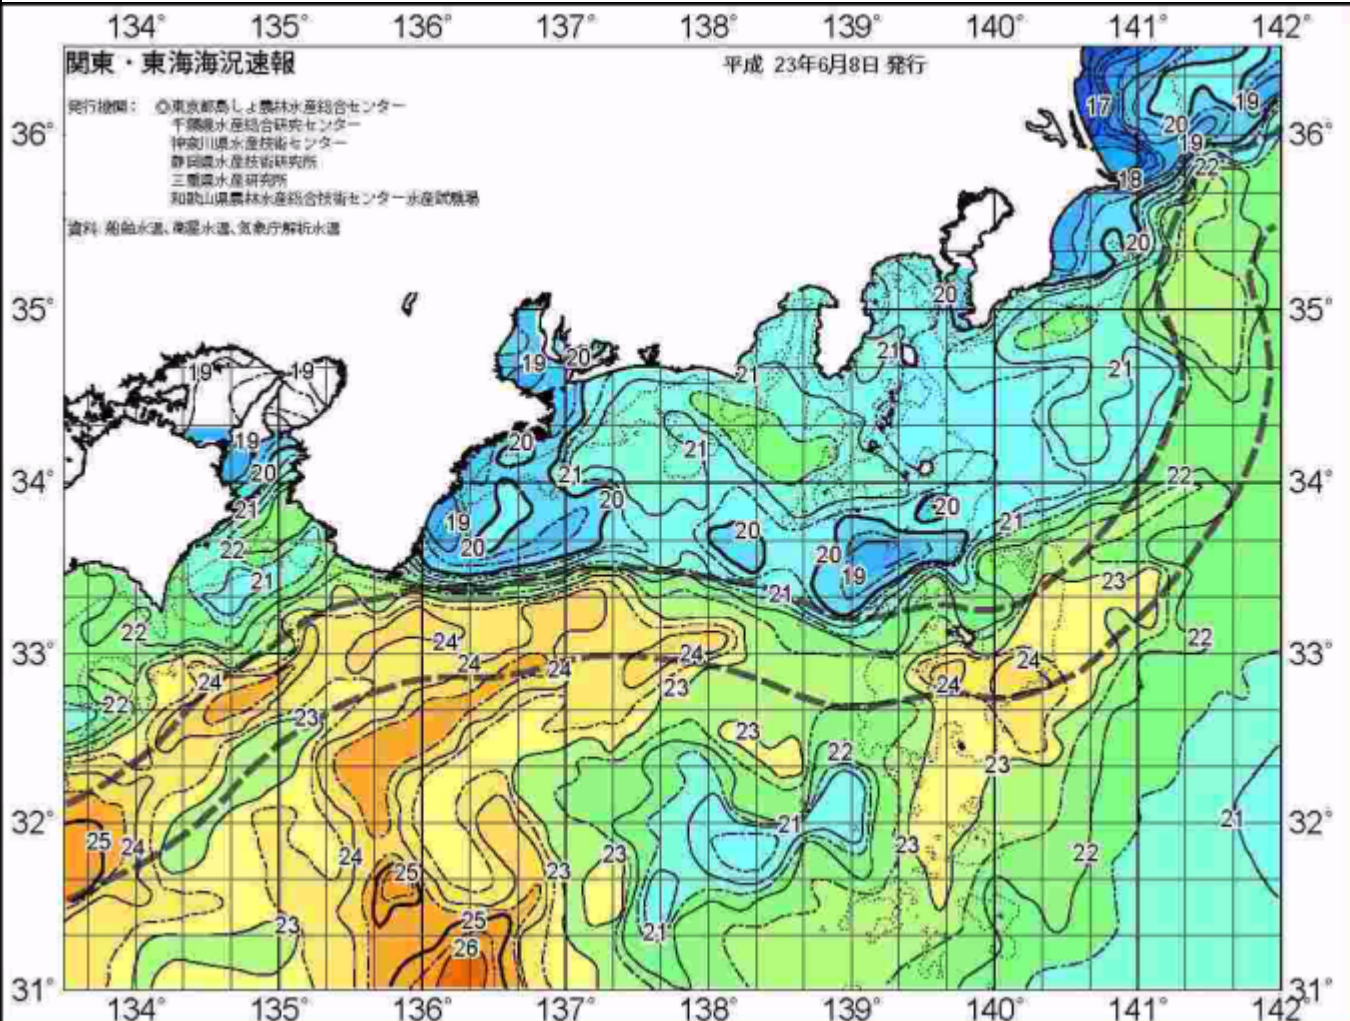 134° 135° 136° 137° 138° 139° 140° 141° 142°
関東・東海海況速報
平成 23年6月8日 発行
発行機関: ◎東京都島しょ農林水産総合センター
千葉県水産総合研究センター
神奈川県水産技術センター
静岡県水産技術研究所
三重県水産研究所
和歌山県農林水産総合技術センター水産試験場
資料:船舶水温、衛星水温、気象庁解析水温
17 19
36° 20 36°
19
22
18
20
35° 20 35°
21
19 20
21
19 19 21
19 20 21
20 21 22
34° 34°
21 20 20 20 21
19
22 20 20
21 19 21 23
22 24 22
33° 24 24 24 33°
24 23 24
22 23 23 22 23
32° 25 21 21 32°
24 24 23 23 23 22
25
23 25 21
26
31° 31°
134° 135° 136° 137° 138° 139° 140° 141° 142°